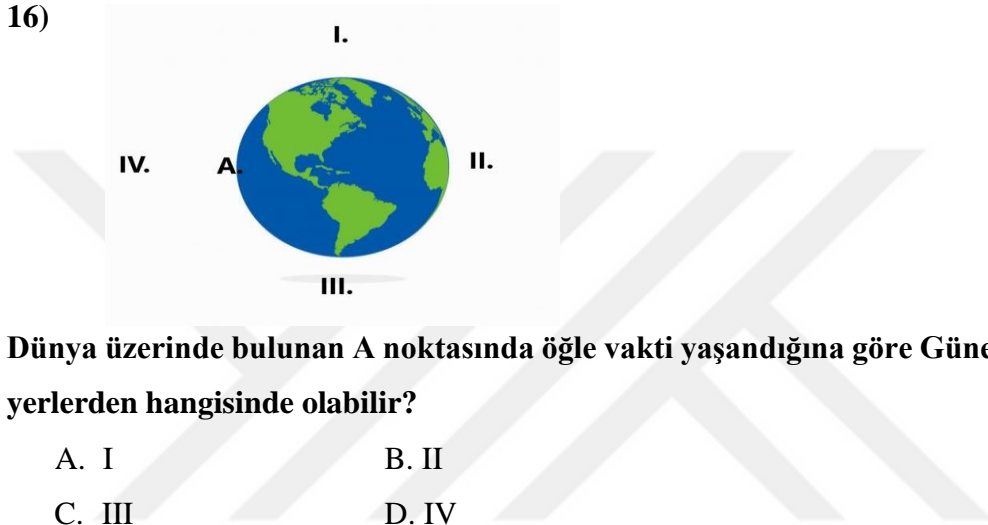 16)
I.
IV. A. II.
III.
Dünya üzerinde bulunan A noktasında öğle vakti yaşandığına göre Güne
yerlerden hangisinde olabilir?
A. I B. II
C. III D. IV